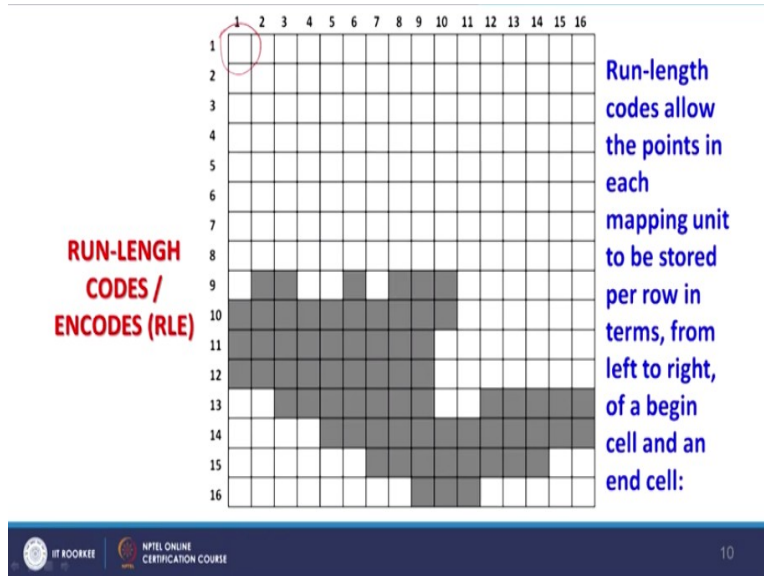 1 2 3 4 5 6 7 8 9 10 11 12 13 14 15 16
1
2
3
4
5
6
7
8
9
10
11
12
13
14
15
16
RUN-LENGH
CODES /
ENCODES (RLE)
Run-length
codes allow
the points in
each
mapping unit
to be stored
per row in
terms, from
left to right,
of a begin
cell and an
end cell:
IIT ROORKEE
NPTEL ONLINE
CERTIFICATION COURSE
10